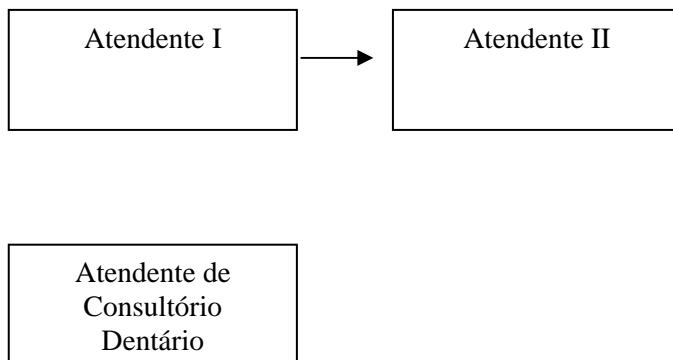 Atendente I
Atendente II
Atendente de
Consultório
Dentário